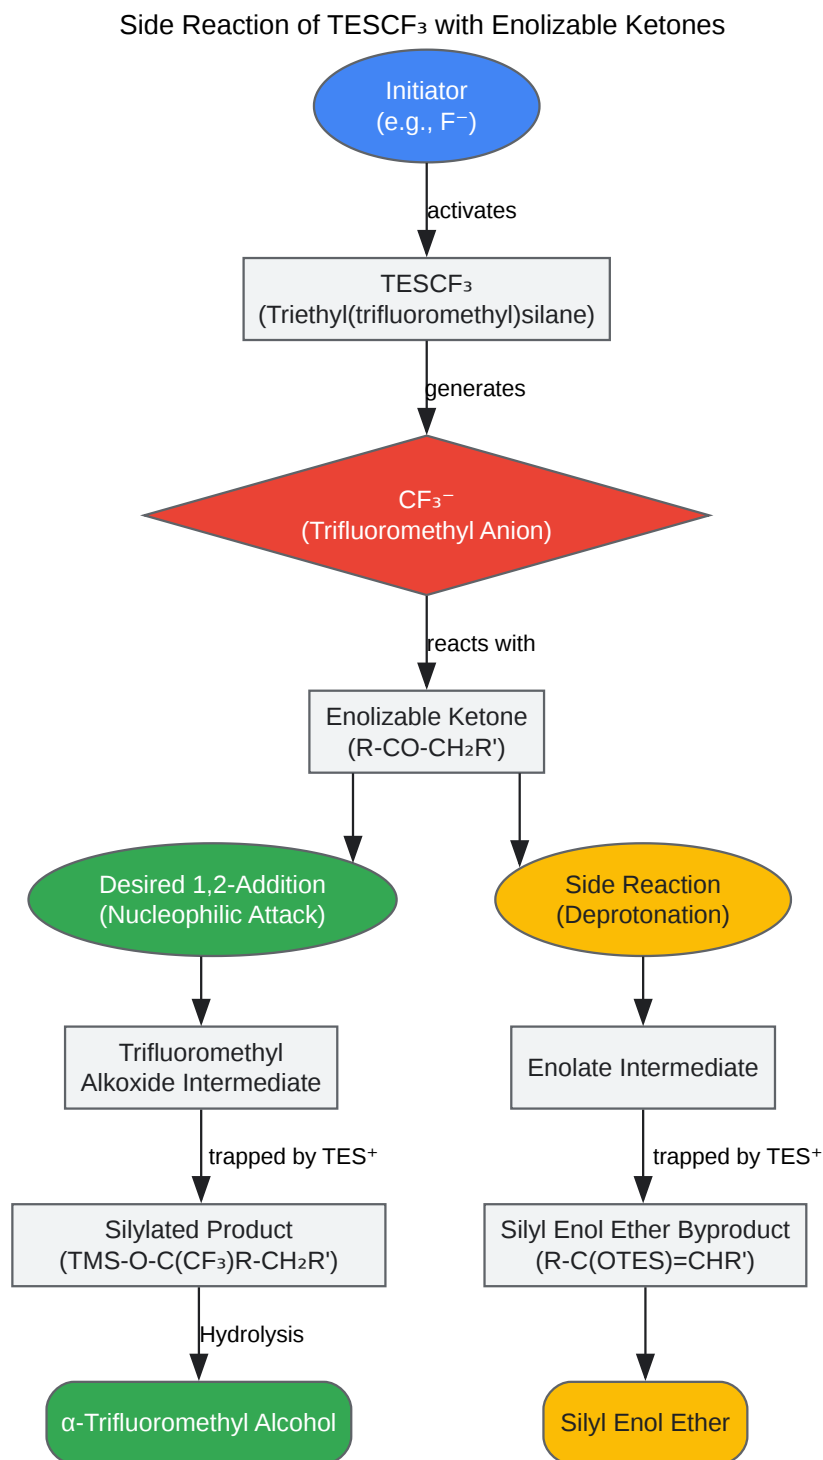 Side Reaction of TESCF₃ with Enolizable Ketones
Initiator
(e.g., F⁻)
activates
TESCF₃
(Triethyl(trifluoromethyl)silane)
generates
CF₃⁻
(Trifluoromethyl Anion)
reacts with
Enolizable Ketone
(R-CO-CH₂R')
Desired 1,2-Addition
(Nucleophilic Attack)
Side Reaction
(Deprotonation)
Trifluoromethyl
Alkoxide Intermediate
Enolate Intermediate
trapped by TES⁺
trapped by TES⁺
Silylated Product
(TMS-O-C(CF₃)R-CH₂R')
Silyl Enol Ether Byproduct
(R-C(OTES)=CHR')
Hydrolysis
α-Trifluoromethyl Alcohol
Silyl Enol Ether